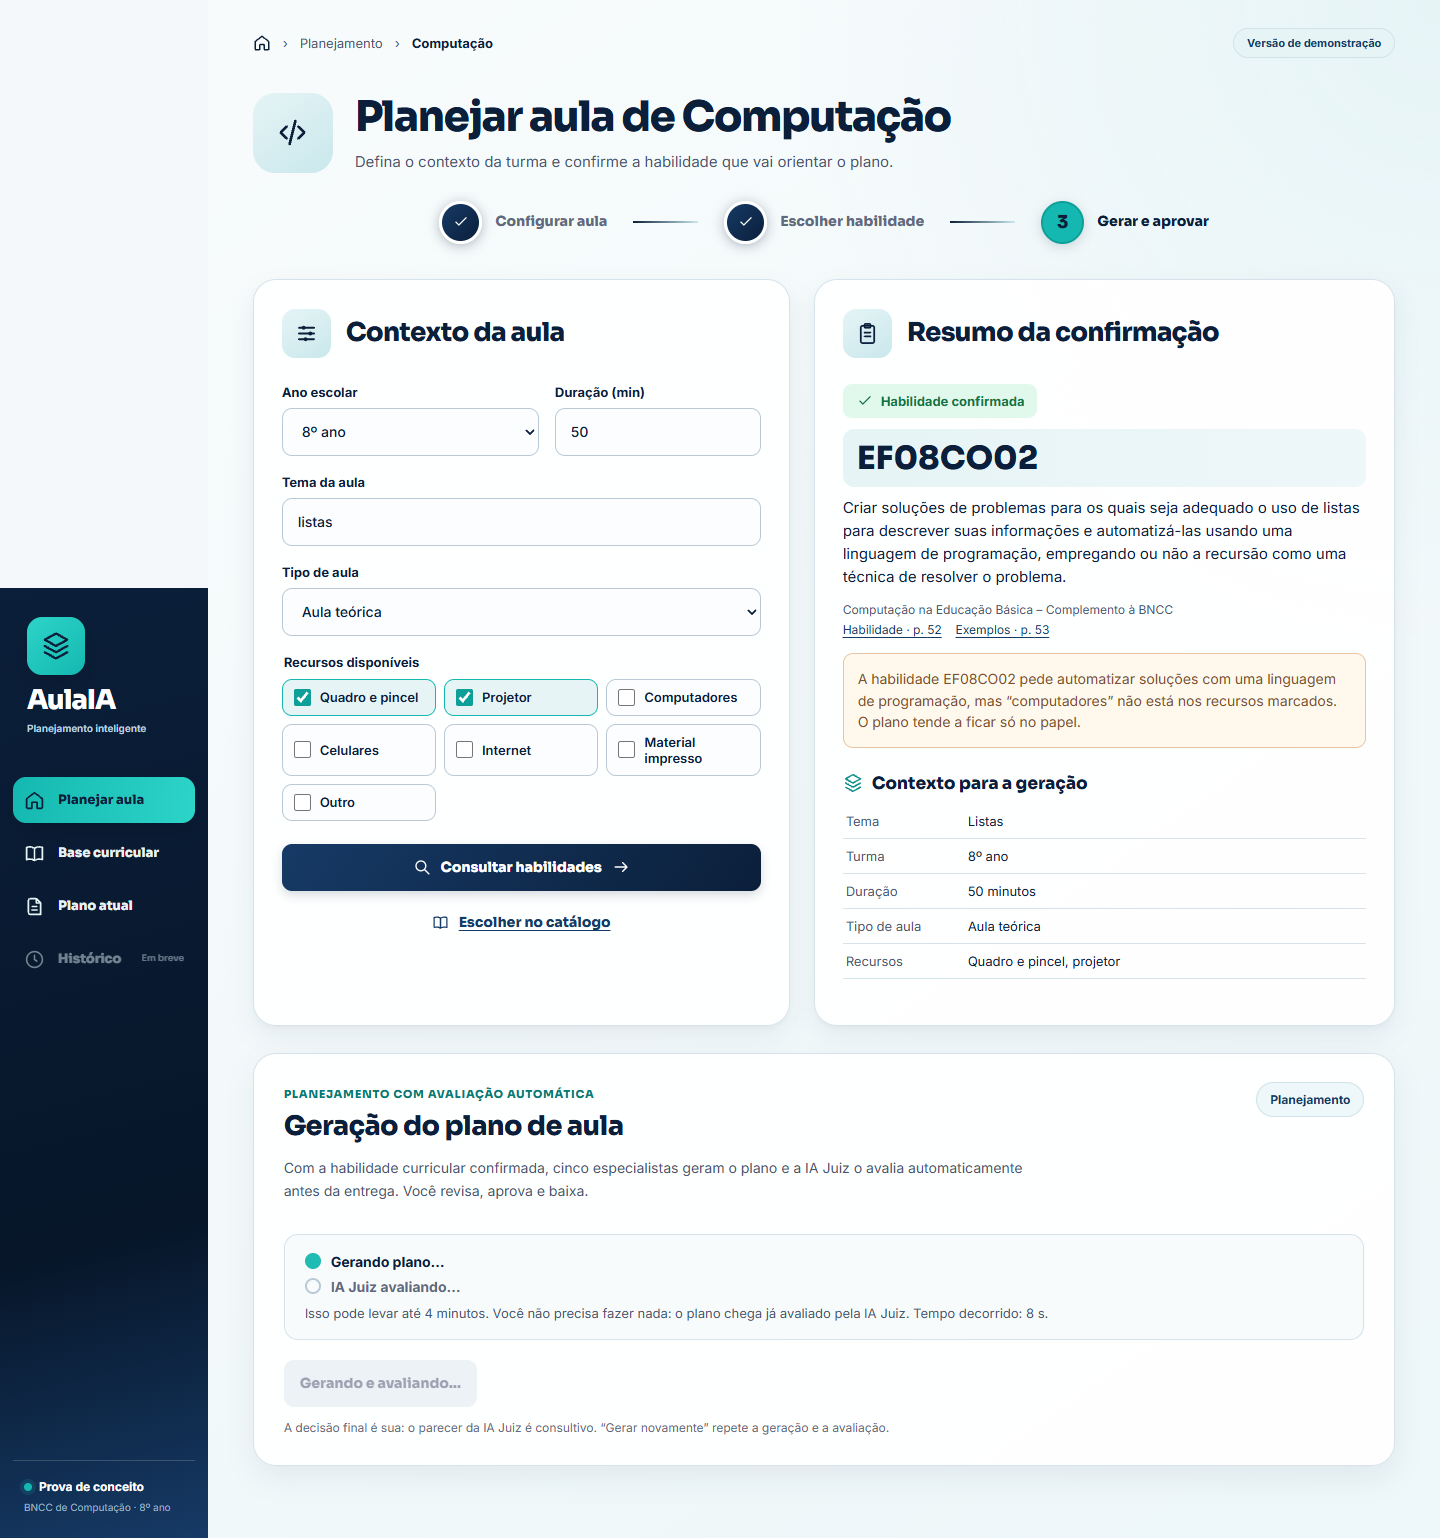 Planejamento
Computação
Versão de demonstração
Planejar aula de Computação
Defina o contexto da turma e confirme a habilidade que vai orientar o plano.
Configurar aula
Escolher habilidade
3 Gerar e aprovar
AulaIA
Planejamento inteligente
Planejar aula
Base curricular
Plano atual
Histórico Em breve
Prova de conceito
BNCC de Computação · 8º ano
Contexto da aula
Ano escolar
8º ano
Duração (min)
50
Tema da aula
listas
Tipo de aula
Aula teórica
Recursos disponíveis
Quadro e pincel
Projetor
Computadores
Celulares
Internet
Material
impresso
Outro
Consultar habilidades
Escolher no catálogo
Resumo da confirmação
Habilidade confirmada
EF08CO02
Criar soluções de problemas para os quais seja adequado o uso de listas
para descrever suas informações e automatizá-las usando uma
linguagem de programação, empregando ou não a recursão como uma
técnica de resolver o problema.
Computação na Educação Básica – Complemento à BNCC
Habilidade · p. 52 Exemplos · p. 53
A habilidade EF08CO02 pede automatizar soluções com uma linguagem
de programação, mas “computadores” não está nos recursos marcados.
O plano tende a ficar só no papel.
Contexto para a geração
Tema Listas
Turma 8º ano
Duração 50 minutos
Tipo de aula Aula teórica
Recursos Quadro e pincel, projetor
PLANEJAMENTO COM AVALIAÇÃO AUTOMÁTICA
Planejamento
Geração do plano de aula
Com a habilidade curricular confirmada, cinco especialistas geram o plano e a IA Juiz o avalia automaticamente
antes da entrega. Você revisa, aprova e baixa.
Gerando plano…
IA Juiz avaliando…
Isso pode levar até 4 minutos. Você não precisa fazer nada: o plano chega já avaliado pela IA Juiz. Tempo decorrido: 8 s.
Gerando e avaliando…
A decisão final é sua: o parecer da IA Juiz é consultivo. “Gerar novamente” repete a geração e a avaliação.